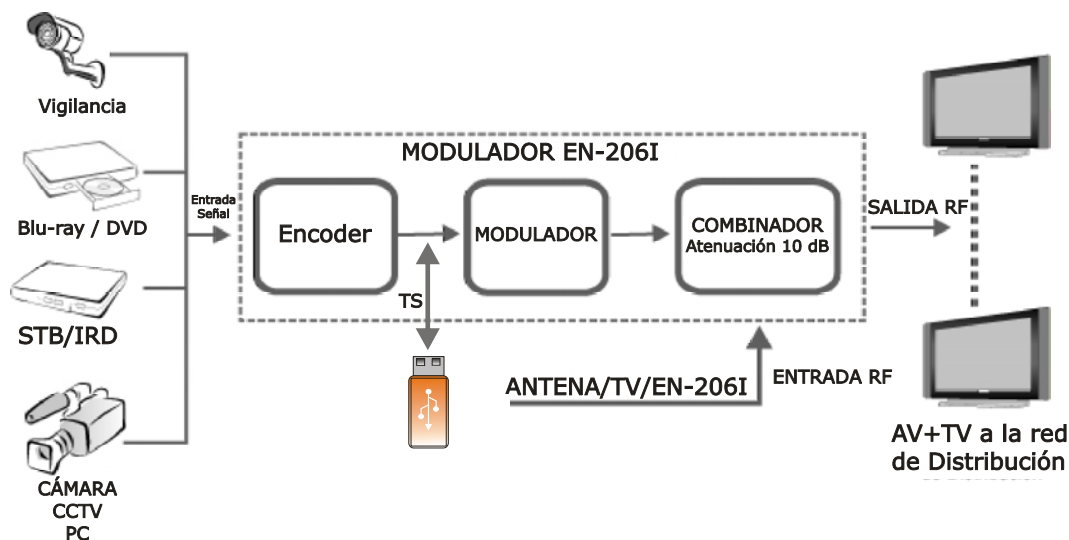 Vigilancia
Blu-ray / DVD
STB/IRD
CÁMARA
CCTV
PC
Entrada
Señal
MODULADOR EN-206I
Encoder
TS
MODULADOR
COMBINADOR
Atenuación 10 dB
ANTENA/TV/EN-206I
ENTRADA RF
SALIDA RF
AV+TV a la red
de Distribución